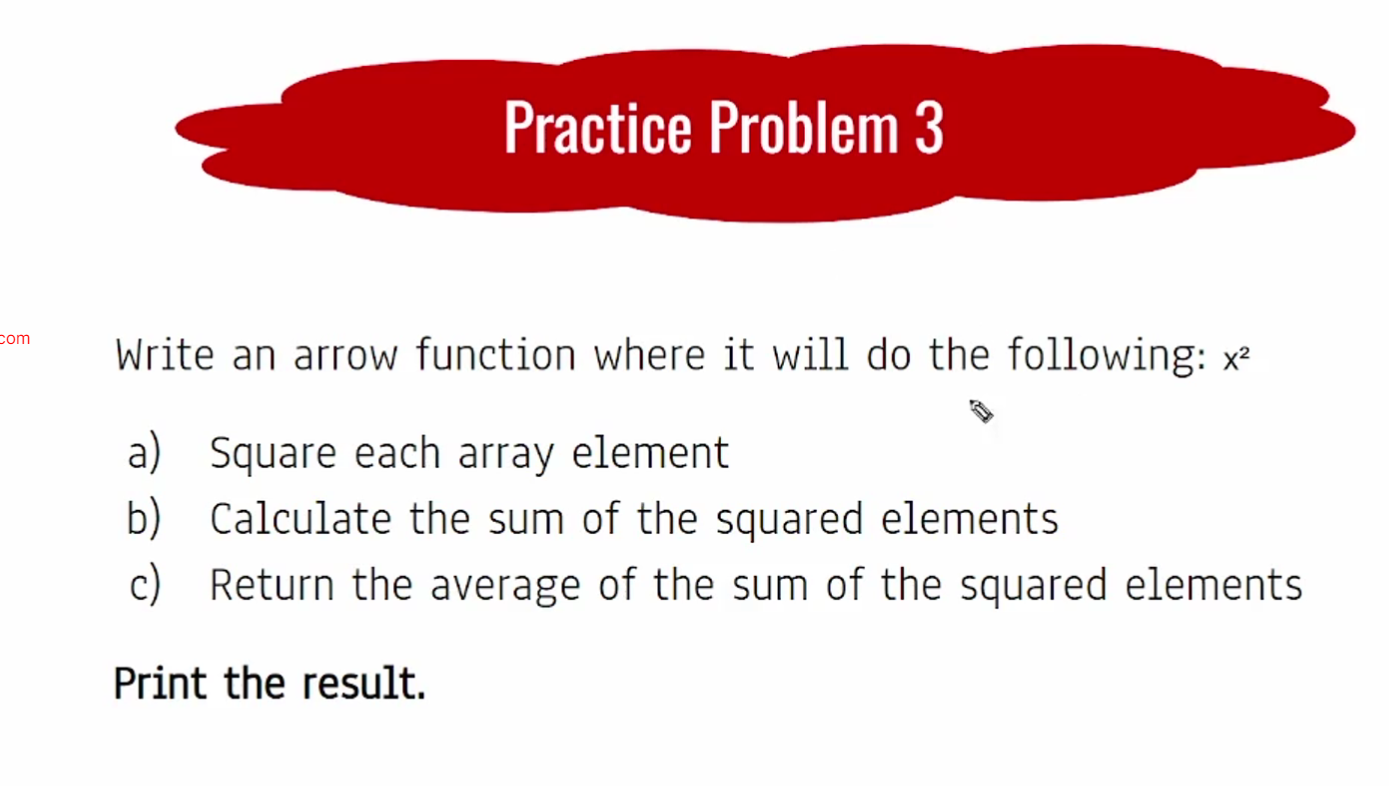 Practice Problem 3
com
Write an arrow function where it will do the following: x²
a) Square each array element
b) Calculate the sum of the squared elements
c) Return the average of the sum of the squared elements
Print the result.